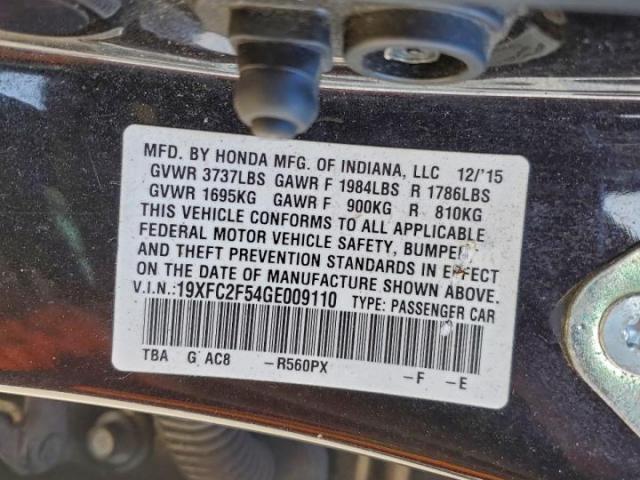 MFD. BY HONDA MFG. OF INDIANA, LLC 12/'15
GVWR 3737LBS GAWR F 1984LBS R 1786LBS
GVWR 1695KG GAWR F 900KG R 810KG
THIS VEHICLE CONFORMS TO ALL APPLICABLE
FEDERAL MOTOR VEHICLE SAFETY, BUMPER
AND THEFT PREVENTION STANDARDS IN EFFECT
ON THE DATE OF MANUFACTURE SHOWN ABOVE.
V.I.N.:19XFC2F54GE009110 TYPE: PASSENGER CAR
TBA G AC8 -R560PX -F -E